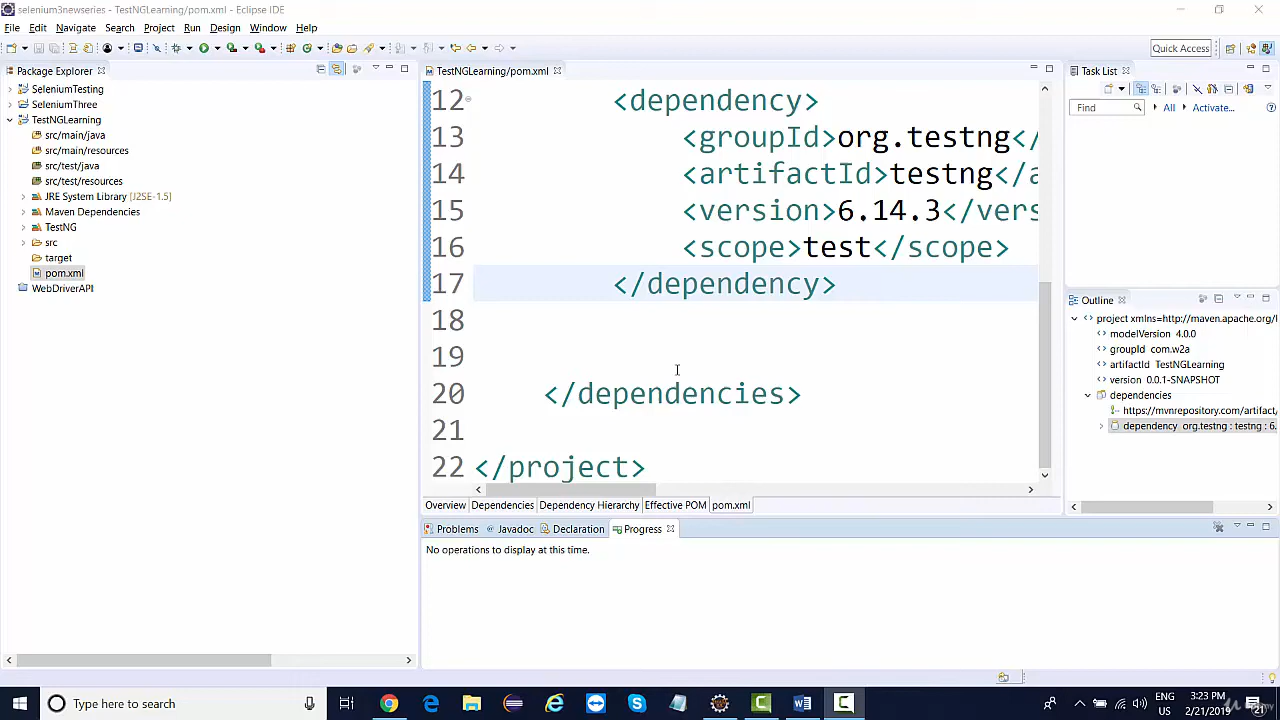 selenium3newseries - TestNGLearning/pom.xml - Eclipse IDE
File Edit Navigate Search Project Run Design Window Help
Quick Access
Package Explorer
SeleniumTesting
SeleniumThree
TestNGLearning
src/main/java
src/main/resources
src/test/java
src/test/resources
JRE System Library [J2SE-1.5]
Maven Dependencies
TestNG
src
target
pom.xml
WebDriverAPI
TestNGLearning/pom.xml
12 <dependency>
13 <groupId>org.testng</
14 <artifactId>testng</a
15 <version>6.14.3</vers
16 <scope>test</scope>
17 </dependency>
18
19
20 </dependencies>
21
22 </project>
Overview Dependencies Dependency Hierarchy Effective POM pom.xml
Task List
Find All Activate...
Outline
project xmlns=http://maven.apache.org/
modelVersion 4.0.0
groupId com.w2a
artifactId TestNGLearning
version 0.0.1-SNAPSHOT
dependencies
https://mvnrepository.com/artifact,
dependency org.testng : testng : 6.
Problems Javadoc Declaration Progress
No operations to display at this time.
Type here to search
ENG
US
3:23 PM
2/21/2019
21